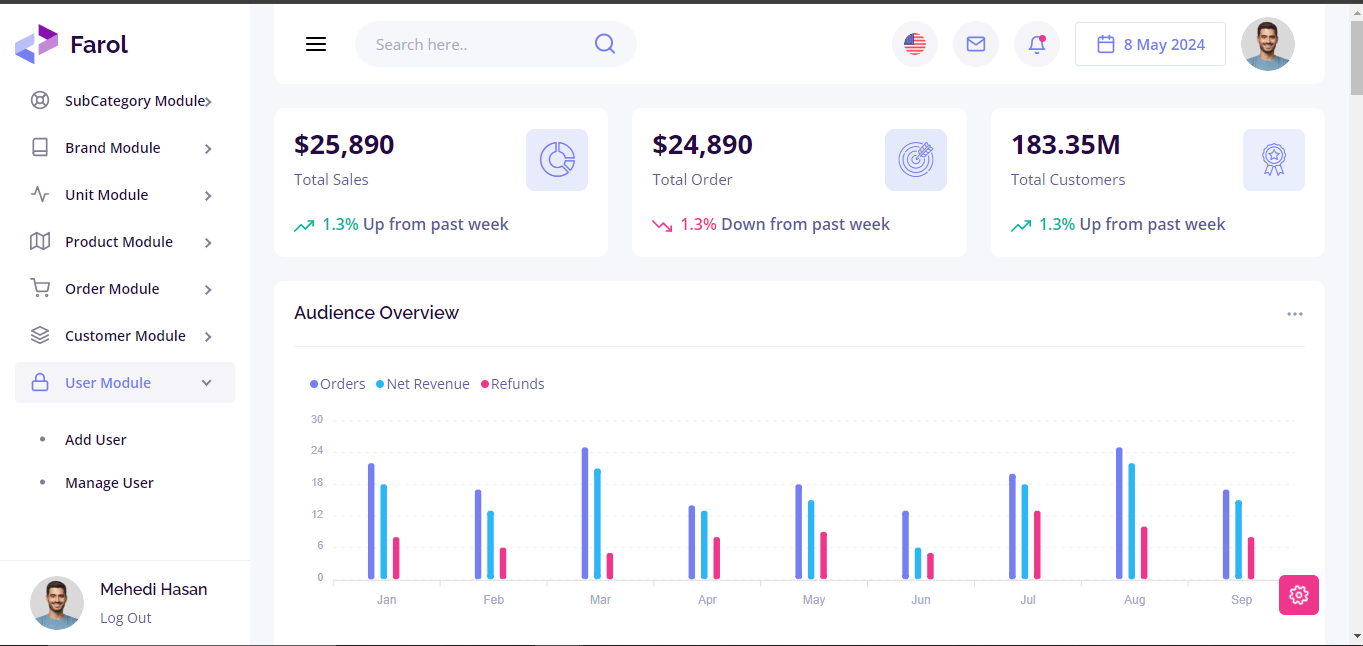 Farol
SubCategory Module
Brand Module
Unit Module
Product Module
Order Module
Customer Module
User Module
Add User
Manage User
Mehedi Hasan
Log Out
Search here..
8 May 2024
$25,890
Total Sales
1.3% Up from past week
$24,890
Total Order
1.3% Down from past week
183.35M
Total Customers
1.3% Up from past week
Audience Overview
Orders Net Revenue Refunds
30
24
18
12
6
0
Jan Feb Mar Apr May Jun Jul Aug Sep